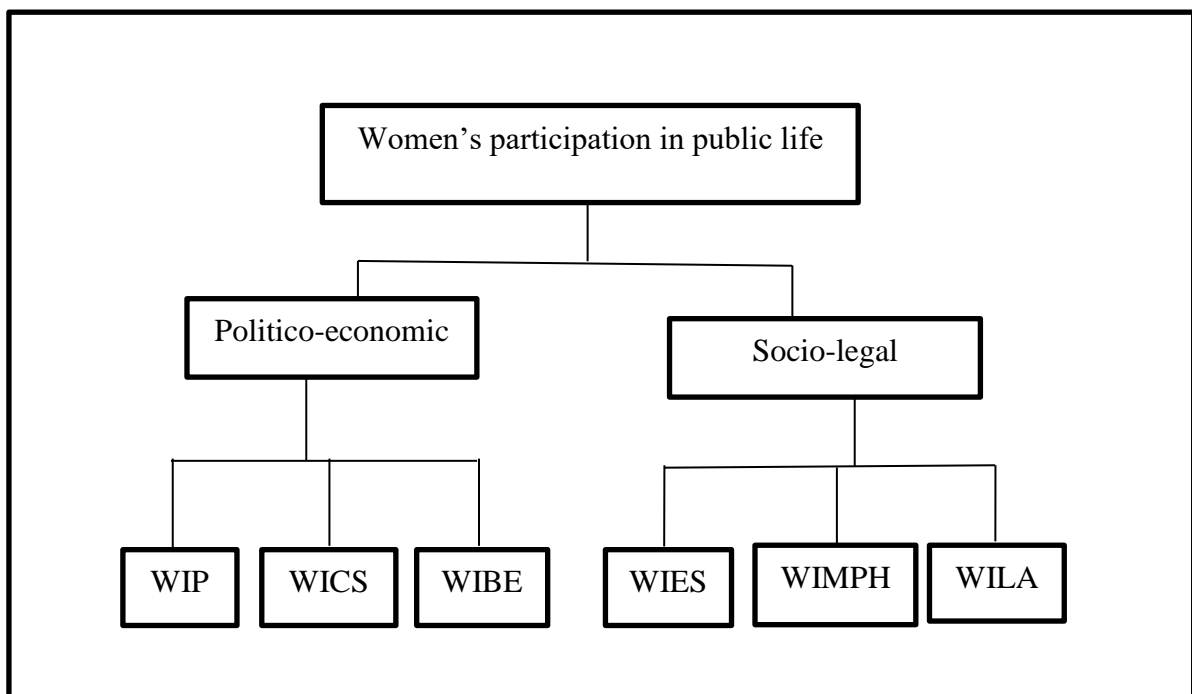 Women’s participation in public life
Politico-economic
Socio-legal
WIP
WICS
WIBE
WIES
WIMPH
WILA